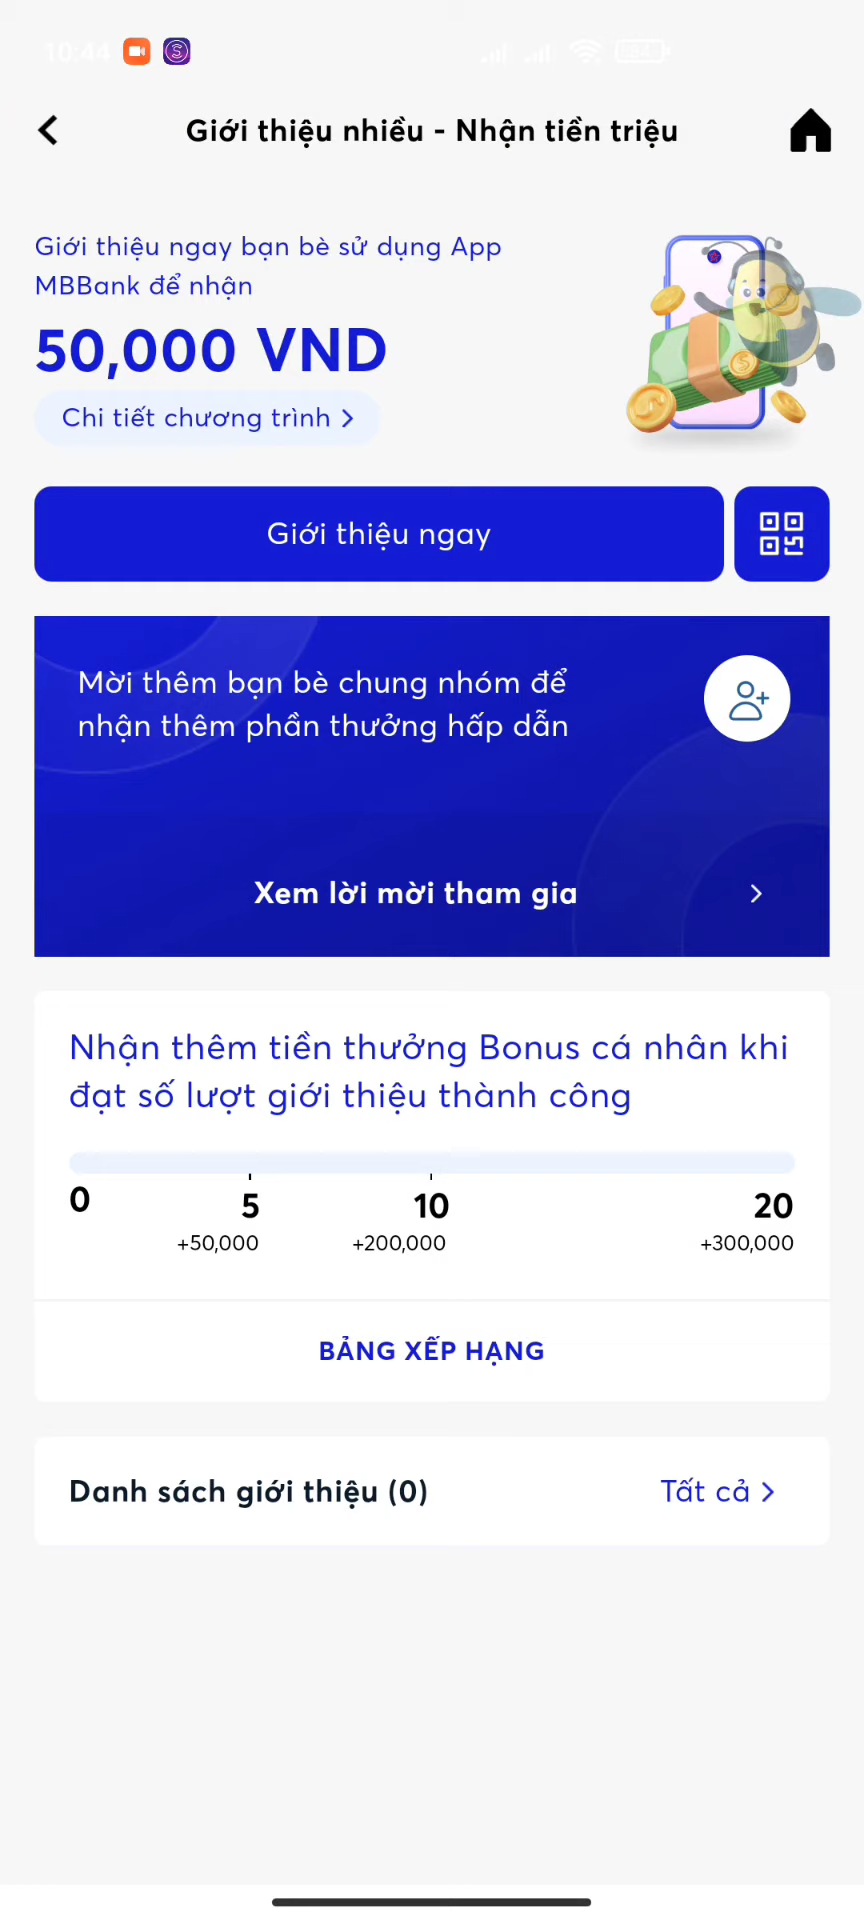 10:44
Giới thiệu nhiều - Nhận tiền triệu
Giới thiệu ngay bạn bè sử dụng App
MBBank để nhận
50,000 VND
Chi tiết chương trình
Giới thiệu ngay
Mời thêm bạn bè chung nhóm để
nhận thêm phần thưởng hấp dẫn
Xem lời mời tham gia
Nhận thêm tiền thưởng Bonus cá nhân khi
đạt số lượt giới thiệu thành công
0 5 10 20
+50,000 +200,000 +300,000
BẢNG XẾP HẠNG
Danh sách giới thiệu (0) Tất cả